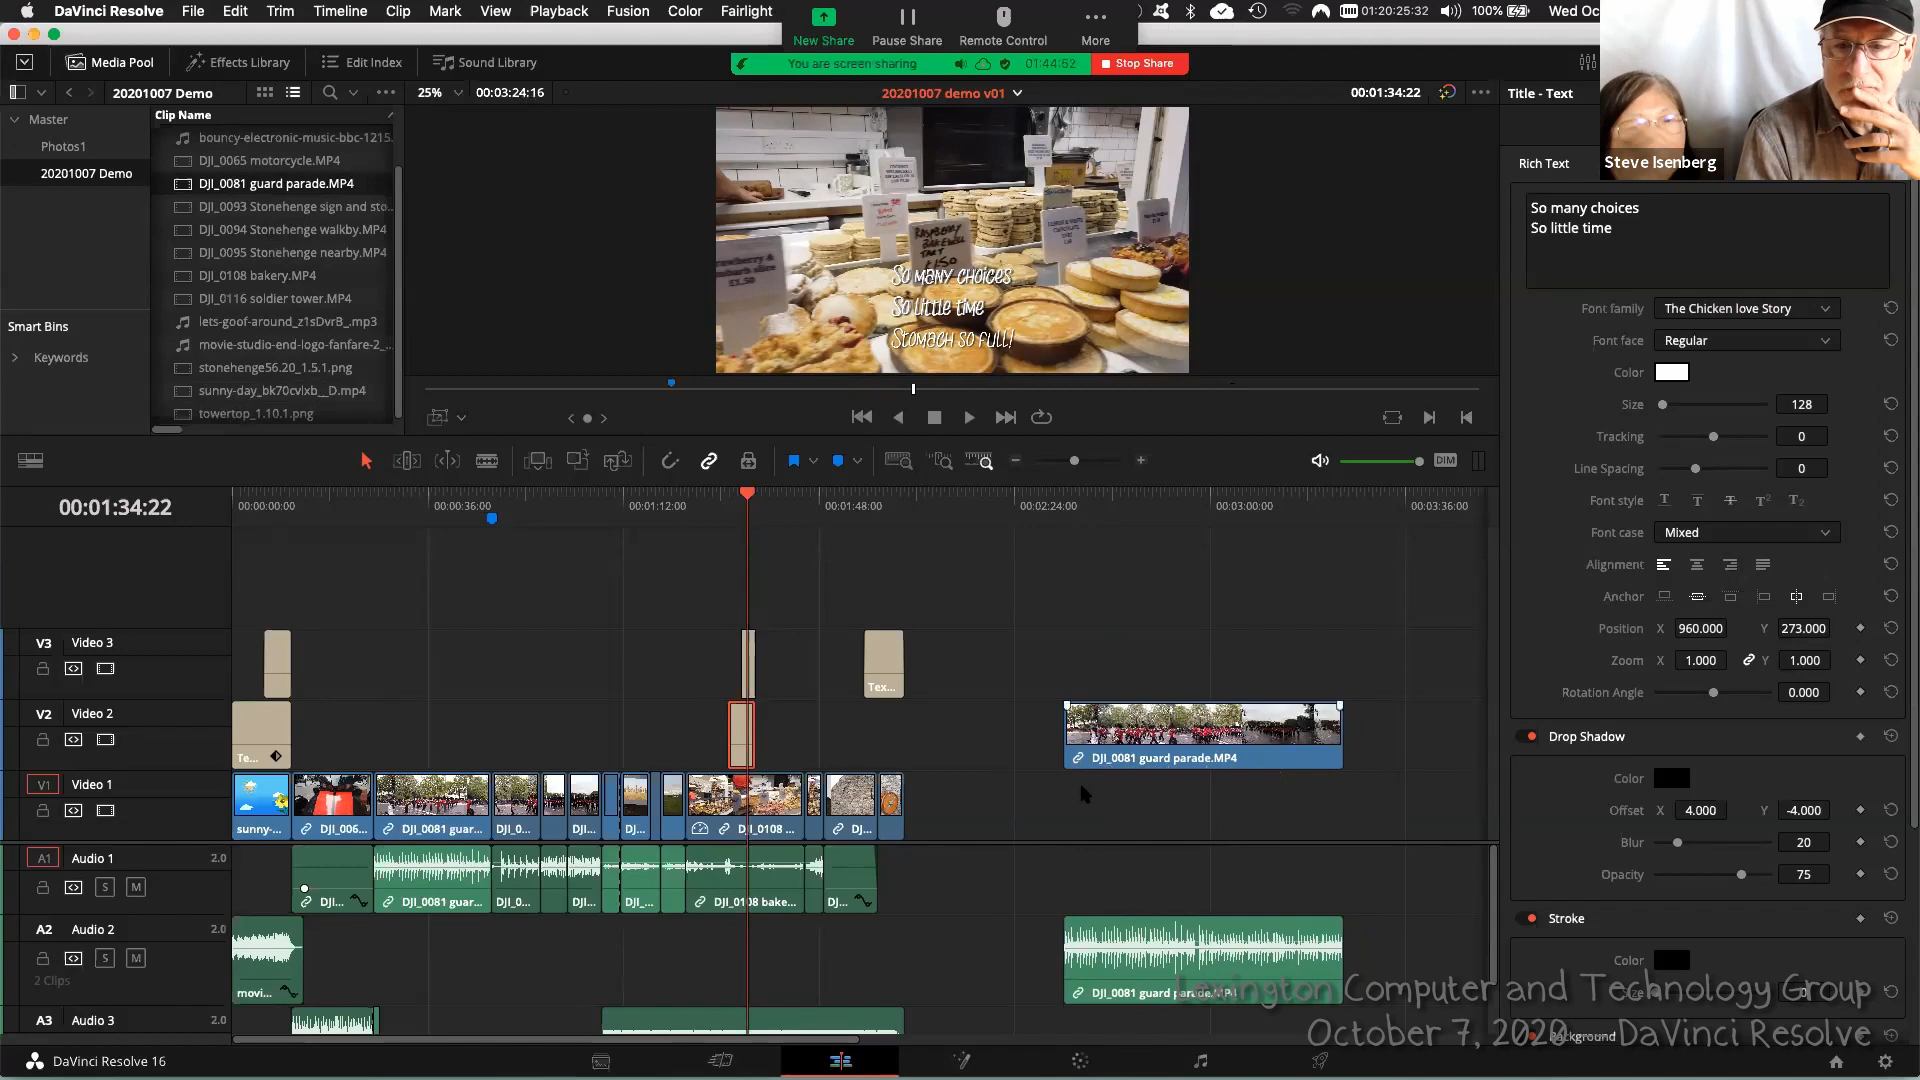 DaVinci Resolve File Edit Trim Timeline Clip Mark View Playback Fusion Color Fairlight
01:20:25:32 100% Wed Oc
New Share Pause Share Remote Control More
You are screen sharing 01:44:52 Stop Share
Media Pool Effects Library Edit Index Sound Library
20201007 Demo
25% 00:03:24:16 20201007 demo v01 00:01:34:22
Title - Text
Steve Isenberg
Master
Photos1
20201007 Demo
Smart Bins
Keywords
Clip Name
bouncy-electronic-music-bbc-1215.
DJI_0065 motorcycle.MP4
DJI_0081 guard parade.MP4
DJI_0093 Stonehenge sign and sto..
DJI_0094 Stonehenge walkby.MP4
DJI_0095 Stonehenge nearby.MP4
DJI_0108 bakery.MP4
DJI_0116 soldier tower.MP4
lets-goof-around_z1sDvrB_.mp3
movie-studio-end-logo-fanfare-2_..
stonehenge56.20_1.5.1.png
sunny-day_bk70cvlxb__D.mp4
towertop_1.10.1.png
RASPBERRY
BAKEWELL
TART
£1.50
So many choices
So little time
Stomach so full!
Rich Text
So many choices
So little time
Font family The Chicken love Story
Font face Regular
Color
Size 128
Tracking 0
Line Spacing 0
Font style
Font case Mixed
Alignment
Anchor
Position X 960.000 Y 273.000
Zoom X 1.000 Y 1.000
Rotation Angle 0.000
Drop Shadow
Color
Offset X 4.000 Y -4.000
Blur 20
Opacity 75
Stroke
Color
Size 0
Background
DIM
00:01:34:22
00:00:00:00 00:00:36:00 00:01:12:00 00:01:48:00 00:02:24:00 00:03:00:00 00:03:36:00
V3 Video 3
Tex...
V2 Video 2
Te...
DJI_0081 guard parade.MP4
V1 Video 1
sunny-... DJI_006... DJI_0081 guar... DJI_0... DJI... DJ... DJI_0108 ... DJ...
A1 Audio 1 2.0
S M
DJI... DJI_0081 guar... DJI_0... DJI... DJI_... DJI_0108 bake... DJ...
A2 Audio 2 2.0
S M
2 Clips
movi...
DJI_0081 guard parade.MP4
A3 Audio 3 2.0
Lexington Computer and Technology Group
October 7, 2020 - DaVinci Resolve
DaVinci Resolve 16